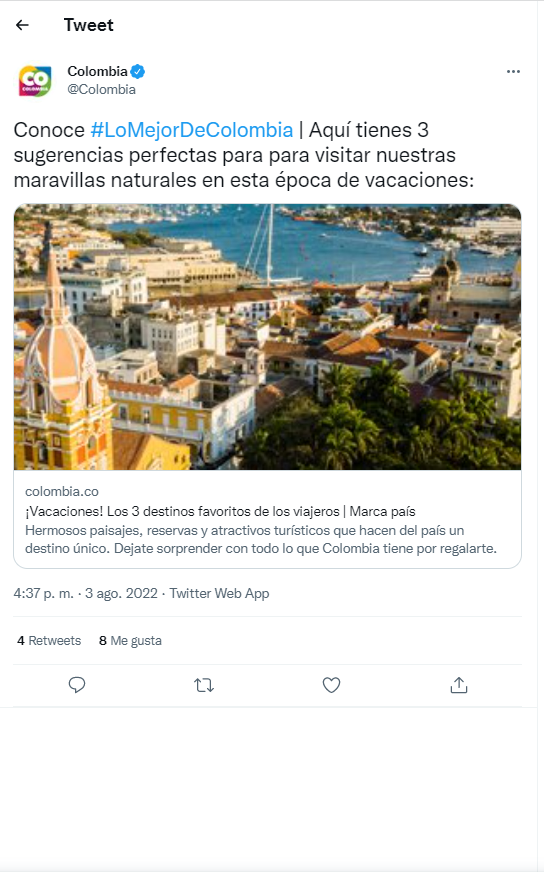 Tweet
CO
COLOMBIA
Colombia
@Colombia
Conoce #LoMejorDeColombia | Aquí tienes 3
sugerencias perfectas para para visitar nuestras
maravillas naturales en esta época de vacaciones:
colombia.co
¡Vacaciones! Los 3 destinos favoritos de los viajeros | Marca país
Hermosos paisajes, reservas y atractivos turísticos que hacen del país un
destino único. Dejate sorprender con todo lo que Colombia tiene por regalarte.
4:37 p. m. · 3 ago. 2022 · Twitter Web App
4 Retweets 8 Me gusta